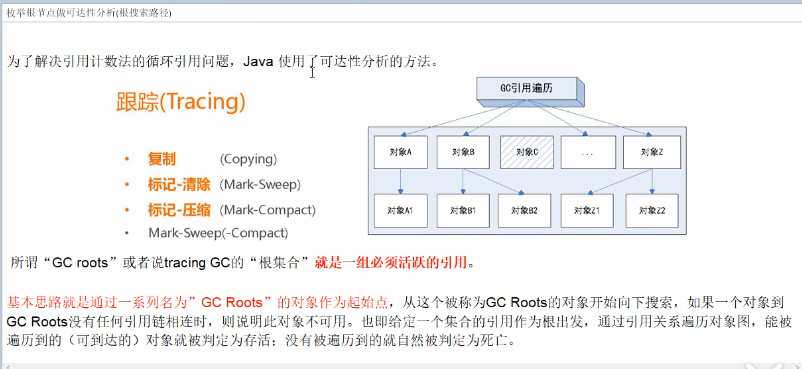 枚举根节点做可达性分析(根搜索路径)
为了解决引用计数法的循环引用问题，Java 使用了可达性分析的方法。
跟踪(Tracing)
• 复制 (Copying)
• 标记-清除 (Mark-Sweep)
• 标记-压缩 (Mark-Compact)
• Mark-Sweep(-Compact)
GC引用遍历
对象A 对象B 对象C ... 对象Z
对象A1 对象B1 对象B2 对象Z1 对象Z2
所谓“GC roots”或者说tracing GC的“根集合”就是一组必须活跃的引用。
基本思路就是通过一系列名为”GC Roots”的对象作为起始点，从这个被称为GC Roots的对象开始向下搜索，如果一个对象到
GC Roots没有任何引用链相连时，则说明此对象不可用。也即给定一个集合的引用作为根出发，通过引用关系遍历对象图，能被
遍历到的（可到达的）对象就被判定为存活；没有被遍历到的就自然被判定为死亡。